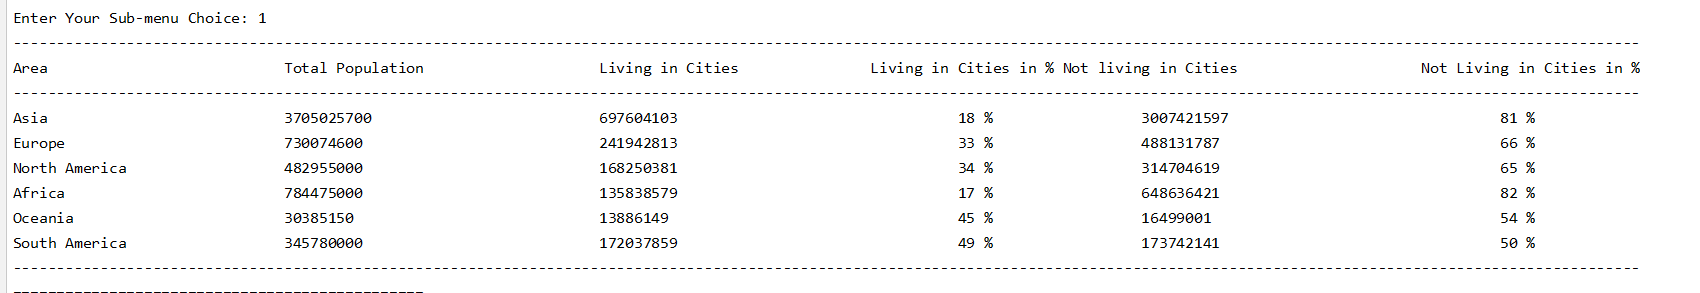 Enter Your Sub-menu Choice: 1
Area Total Population Living in Cities Living in Cities in % Not living in Cities Not Living in Cities in %
Asia 3705025700 697604103 18 % 3007421597 81 %
Europe 730074600 241942813 33 % 488131787 66 %
North America 482955000 168250381 34 % 314704619 65 %
Africa 784475000 135838579 17 % 648636421 82 %
Oceania 30385150 13886149 45 % 16499001 54 %
South America 345780000 172037859 49 % 173742141 50 %